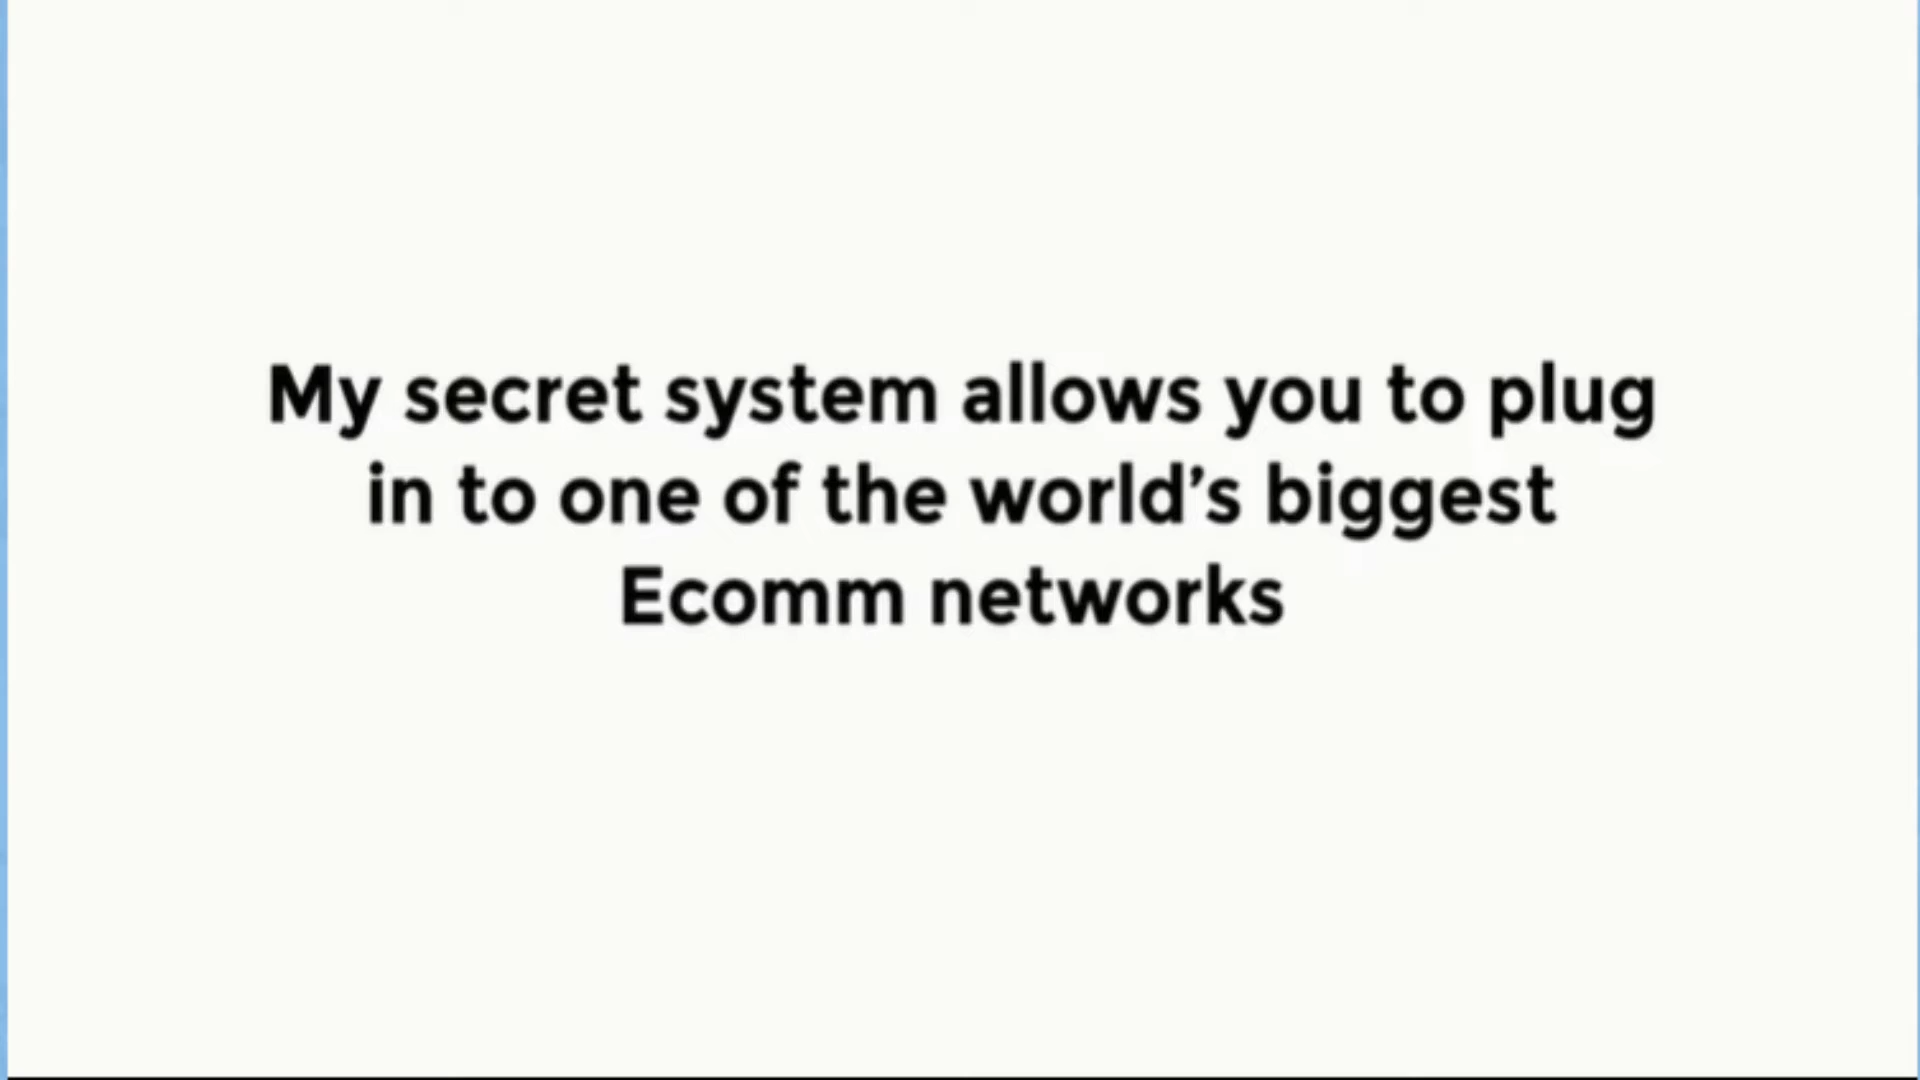 My secret system allows you to plug
in to one of the world’s biggest
Ecomm networks